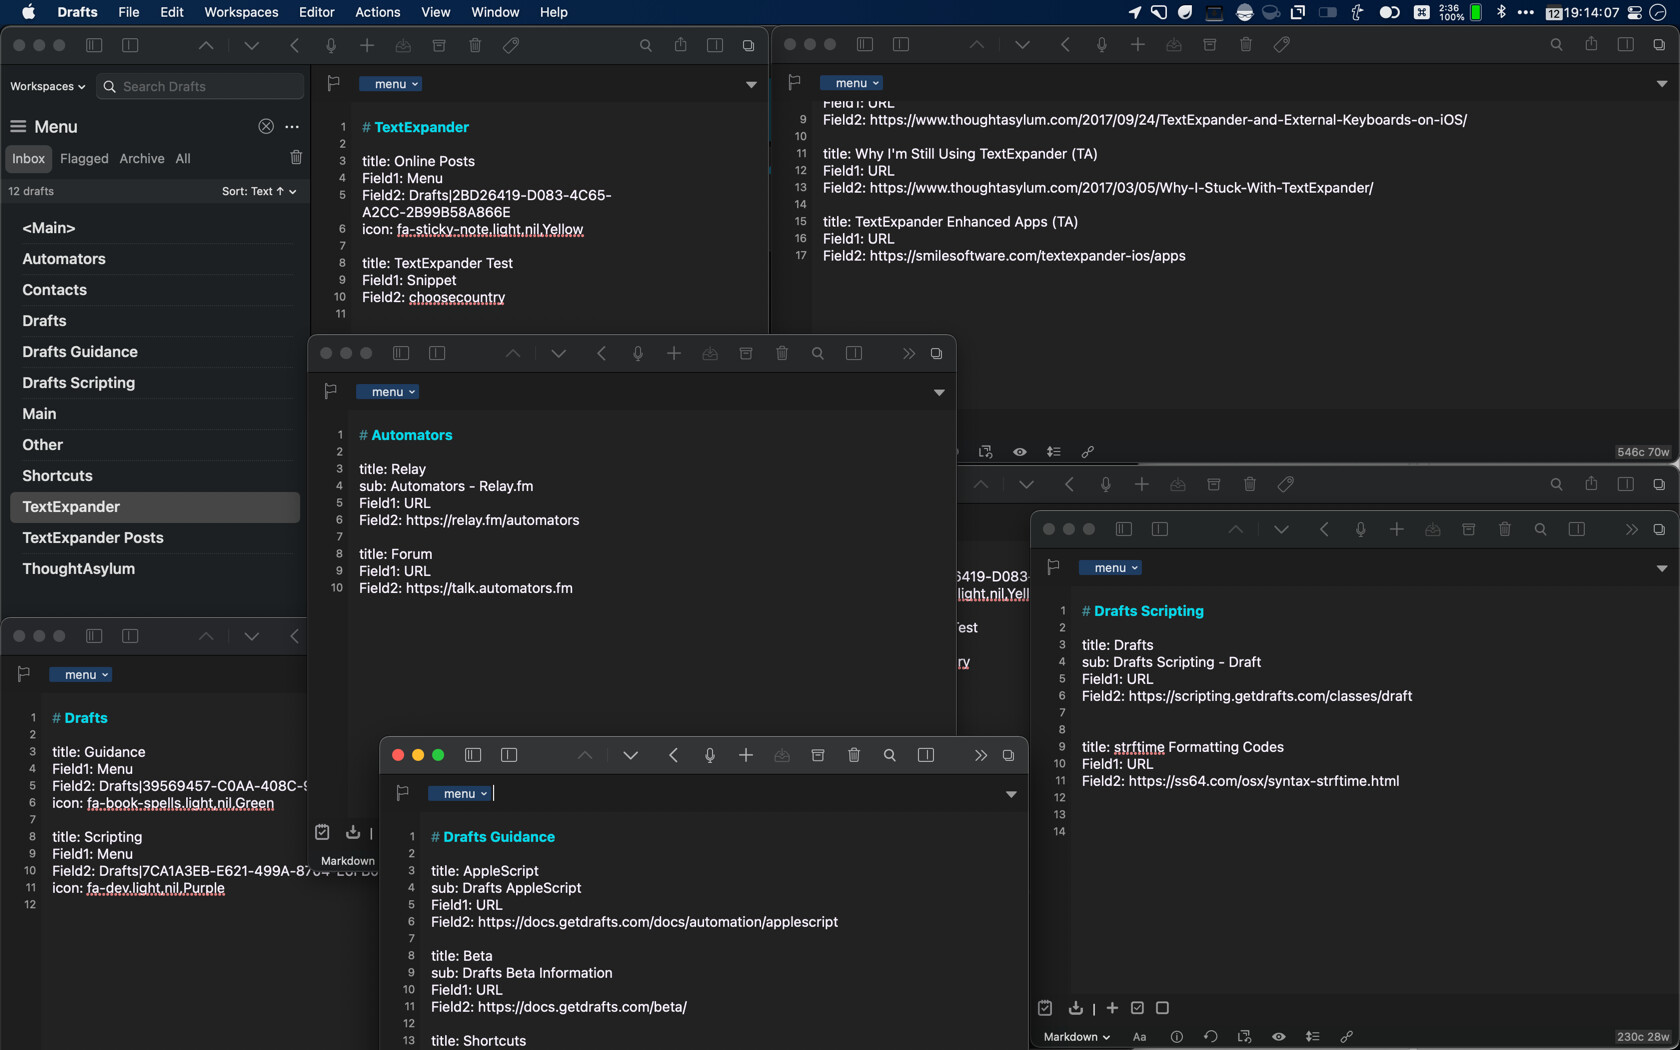 Drafts File Edit Workspaces Editor Actions View Window Help
2:36
100%
12 19:14:07
Workspaces
Search Drafts
Menu
Inbox Flagged Archive All
12 drafts
Sort: Text
<Main>
Automators
Contacts
Drafts
Drafts Guidance
Drafts Scripting
Main
Other
Shortcuts
TextExpander
TextExpander Posts
ThoughtAsylum
menu
1 # TextExpander
2
3 title: Online Posts
4 Field1: Menu
5 Field2: Drafts|2BD26419-D083-4C65-
A2CC-2B99B58A866E
6 icon: fa-sticky-note,light,nil,Yellow
7
8 title: TextExpander Test
9 Field1: Snippet
10 Field2: choosecountry
11
menu
Field1: URL
9 Field2: https://www.thoughtasylum.com/2017/09/24/TextExpander-and-External-Keyboards-on-iOS/
10
11 title: Why I'm Still Using TextExpander (TA)
12 Field1: URL
13 Field2: https://www.thoughtasylum.com/2017/03/05/Why-I-Stuck-With-TextExpander/
14
15 title: TextExpander Enhanced Apps (TA)
16 Field1: URL
17 Field2: https://smilesoftware.com/textexpander-ios/apps
546c 70w
menu
1 # Automators
2
3 title: Relay
4 sub: Automators - Relay.fm
5 Field1: URL
6 Field2: https://relay.fm/automators
7
8 title: Forum
9 Field1: URL
10 Field2: https://talk.automators.fm
Markdown
6419-D083-
light,nil,Yell
est
ry
menu
1 # Drafts
2
3 title: Guidance
4 Field1: Menu
5 Field2: Drafts|39569457-C0AA-408C-9
6 icon: fa-book-spells,light,nil,Green
7
8 title: Scripting
9 Field1: Menu
10 Field2: Drafts|7CA1A3EB-E621-499A-87
11 icon: fa-dev,light,nil,Purple
12
menu
1 # Drafts Guidance
2
3 title: AppleScript
4 sub: Drafts AppleScript
5 Field1: URL
6 Field2: https://docs.getdrafts.com/docs/automation/applescript
7
8 title: Beta
9 sub: Drafts Beta Information
10 Field1: URL
11 Field2: https://docs.getdrafts.com/beta/
12
13 title: Shortcuts
menu
1 # Drafts Scripting
2
3 title: Drafts
4 sub: Drafts Scripting - Draft
5 Field1: URL
6 Field2: https://scripting.getdrafts.com/classes/draft
7
8
9 title: strftime Formatting Codes
10 Field1: URL
11 Field2: https://ss64.com/osx/syntax-strftime.html
12
13
14
Markdown Aa
230c 28w